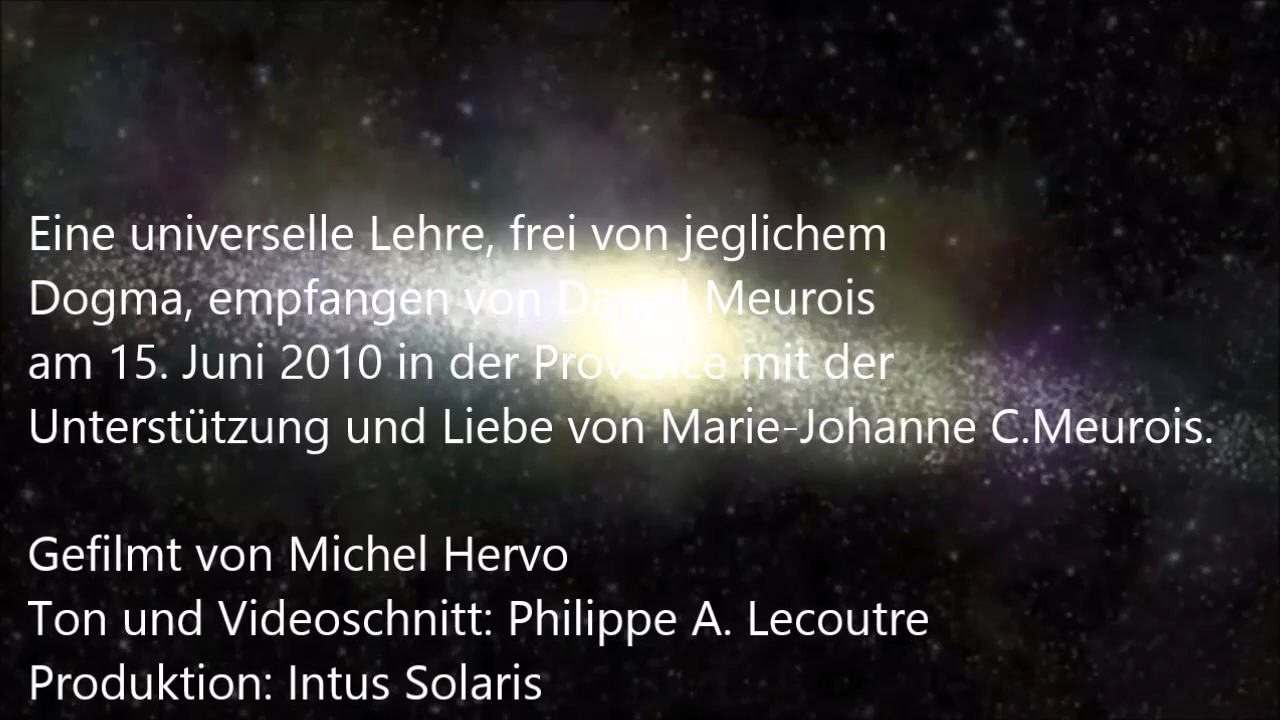 Eine universelle Lehre, frei von jeglichem
Dogma, empfangen von Meurois
am 15. Juni 2010 in der Provence mit der
Unterstützung und Liebe von Marie-Johanne C.Meurois.
Gefilmt von Michel Hervo
Ton und Videoschnitt: Philippe A. Lecoutre
Produktion: Intus Solaris